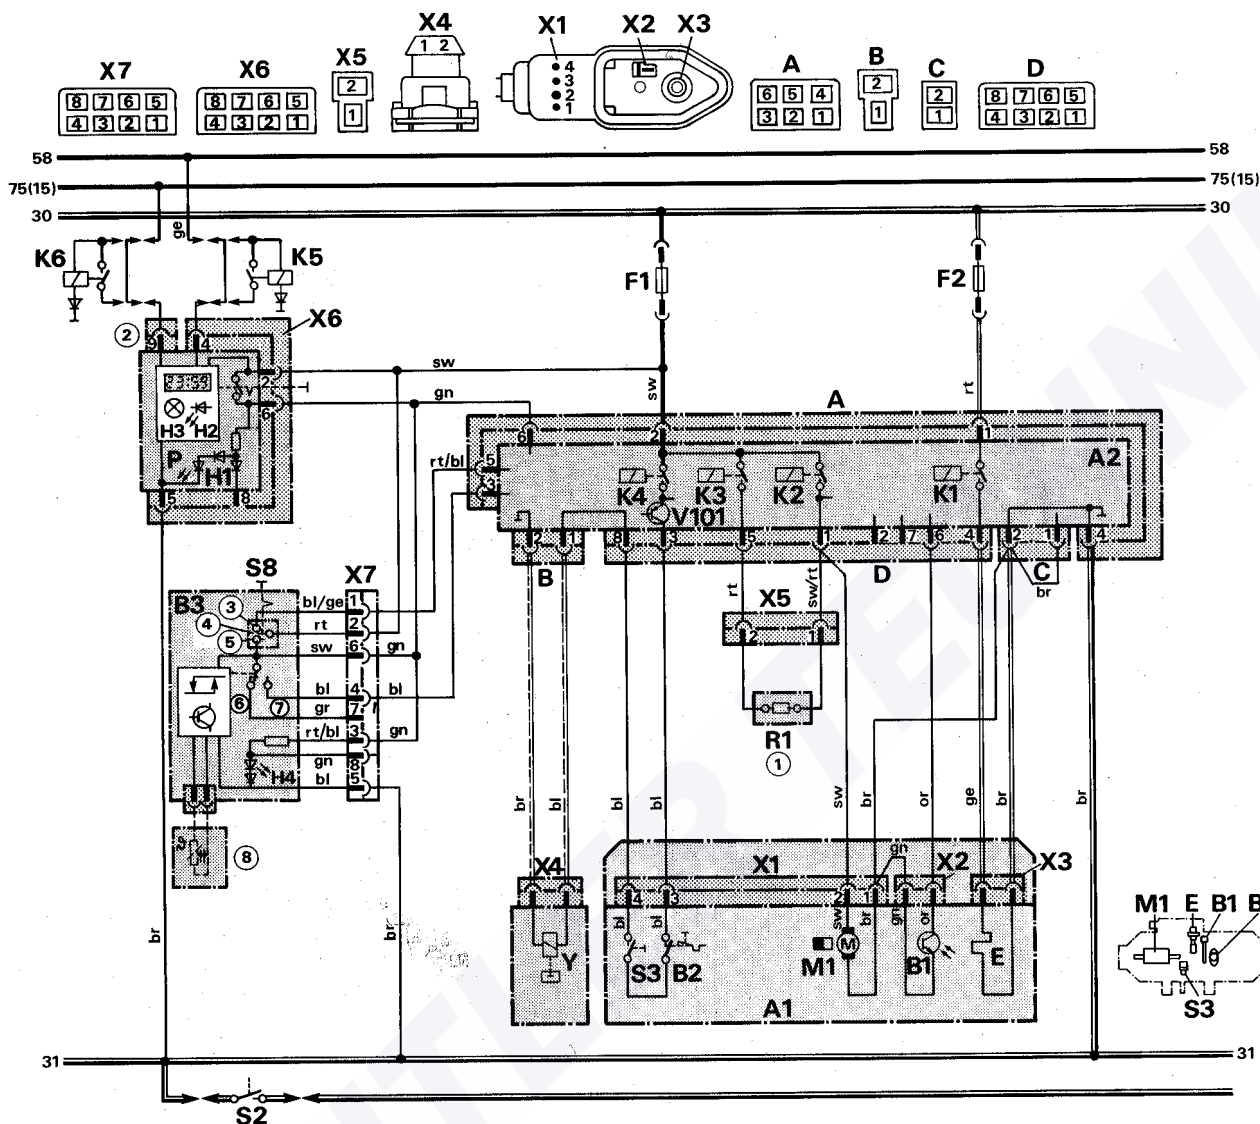 X7 X6 X5 X4 X1 X2 X3 A B C D
1 2
4
3
2
1
8 7 6 5
4 3 2 1
8 7 6 5
4 3 2 1
2
1
6 5 4
3 2 1
2
1
2
1
8 7 6 5
4 3 2 1
58 58
75(15) 75(15)
30 30
ge
K6 K5
F1 F2
X6
2 9 4
sw
sw
rt
23:59
2
V
6
gn
H3 H2
P H1
5 8
A
6 2 1
A2
rt/bl 5
3
K4 K3 K2 K1
V101
2 1 8 3 5 1 2 7 6 4 2 1 4
B D C
br
S8 X7
B3
3 bl/ge 1
4 rt 2
5 sw 6 gn
bl 4 bl
6 7 gr 7
rt/bl 3 gn
gn 8
H4 bl 5
8
rt X5 sw/rt
2 1
R1
1
br bl bl bl sw br or ge br br
X4 X1 gn X2 X3
4 3 2 1
bl bl sw br gn or
Y S3 B2 M1 M B1 E
A1
br br
M1 E B1 B
S3
31 31
S2
TECHNI